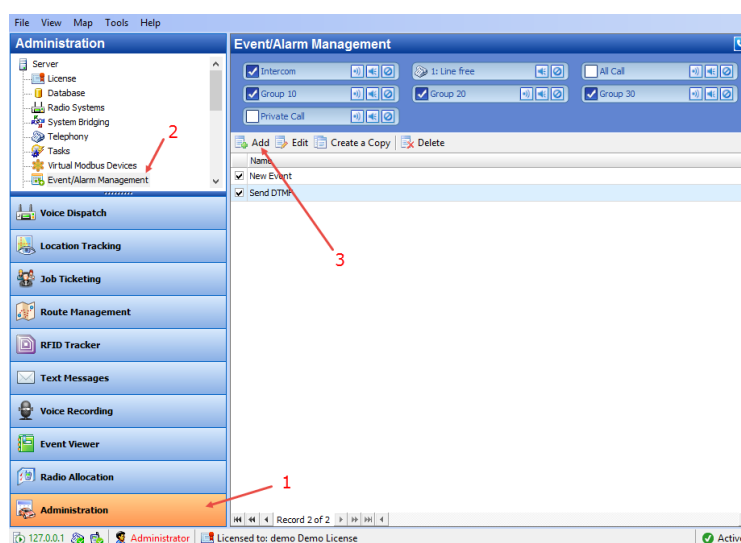 File View Map Tools Help
Administration
Server
License
Database
Radio Systems
System Bridging
Telephony
Tasks
Virtual Modbus Devices
Event/Alarm Management
2
Voice Dispatch
Location Tracking
Job Ticketing
Route Management
RFID Tracker
Text Messages
Voice Recording
Event Viewer
Radio Allocation
Administration
1
Event/Alarm Management
Intercom
1: Line free
All Call
Group 10
Group 20
Group 30
Private Call
Add Edit Create a Copy Delete
Name
New Event
Send DTMF
3
Record 2 of 2
127.0.0.1 Administrator Licensed to: demo Demo License Active